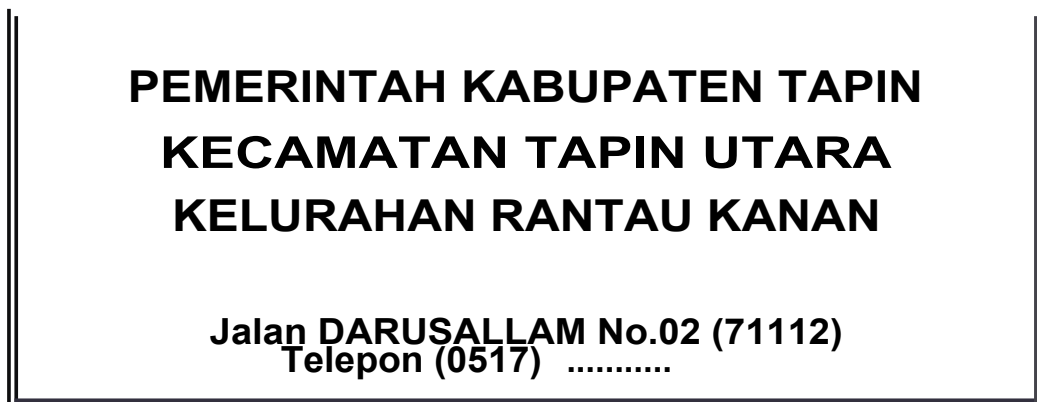 PEMERINTAH KABUPATEN TAPIN
KECAMATAN TAPIN UTARA
KELURAHAN RANTAU KANAN
Jalan DARUSALLAM No.02 (71112)
Telepon (0517) ...........